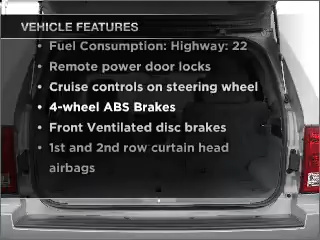 VEHICLE FEATURES
• Fuel Consumption: Highway: 22
• Remote power door locks
• Cruise controls on steering wheel
• 4-wheel ABS Brakes
• Front Ventilated disc brakes
• 1st and 2nd row curtain head
airbags